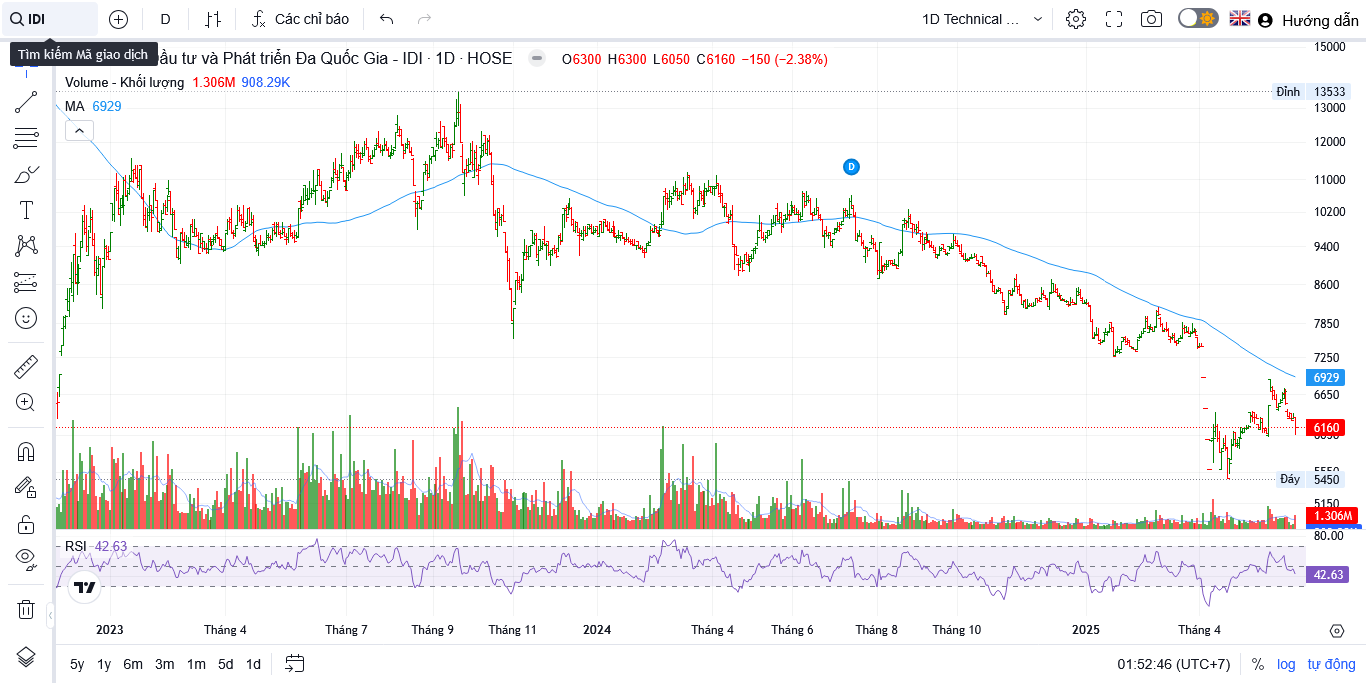 IDI
D
Các chỉ báo
1D Technical ...
Hướng dẫn
Tìm kiếm Mã giao dịch
ầu tư và Phát triển Đa Quốc Gia - IDI · 1D · HOSE
O6300 H6300 L6050 C6160 −150 (−2.38%)
Volume - Khối lượng 1.306M 908.29K
MA 6929
D
15000
Đỉnh 13533
13000
12000
11000
10200
9400
8600
7850
7250
6929
6650
6160
Đáy 5450
5150
1.306M
80.00
RSI 42.63
42.63
2023
Tháng 4
Tháng 7
Tháng 9
Tháng 11
2024
Tháng 4
Tháng 6
Tháng 8
Tháng 10
2025
Tháng 4
5y 1y 6m 3m 1m 5d 1d
01:52:46 (UTC+7)
% log tự động